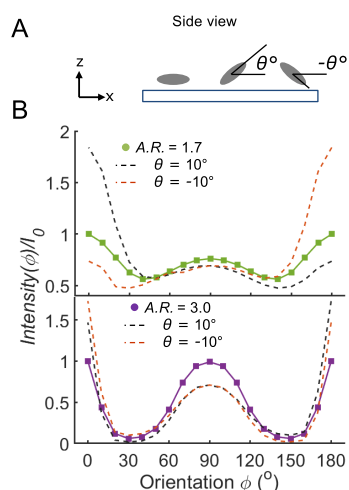 A
Side view
z
x
θ°
-θ°
B
Intensity(ϕ)/I0
2
1.5
1
0.5
A.R. = 1.7
θ = 10°
θ = -10°
1.5
1
0.5
0
A.R. = 3.0
θ = 10°
θ = -10°
0 30 60 90 120 150 180
Orientation ϕ (°)